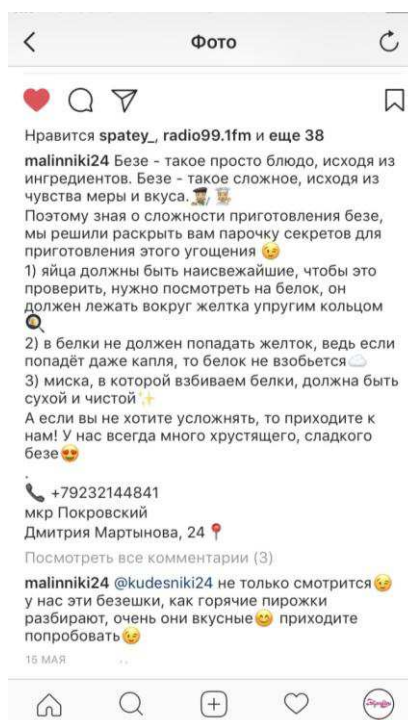 Фото
Нравится spatey_, radio99.1fm и еще 38
malinniki24 Безе - такое просто блюдо, исходя из
ингредиентов. Безе - такое сложное, исходя из
чувства меры и вкуса.
Поэтому зная о сложности приготовления безе,
мы решили раскрыть вам парочку секретов для
приготовления этого угощения 😉
1) яйца должны быть наисвежайшие, чтобы это
проверить, нужно посмотреть на белок, он
должен лежать вокруг желтка упругим кольцом
🍳
2) в белки не должен попадать желток, ведь если
попадёт даже капля, то белок не взобьется☁️
3) миска, в которой взбиваем белки, должна быть
сухой и чистой✨
А если вы не хотите усложнять, то приходите к
нам! У нас всегда много хрустящего, сладкого
безе😍
.
📞 +79232144841
мкр Покровский
Дмитрия Мартынова, 24📍
Посмотреть все комментарии (3)
malinniki24 @kudesniki24 не только смотрится😉
у нас эти безешки, как горячие пирожки
разбирают, очень они вкусные😊 приходите
попробовать😉
15 МАЯ